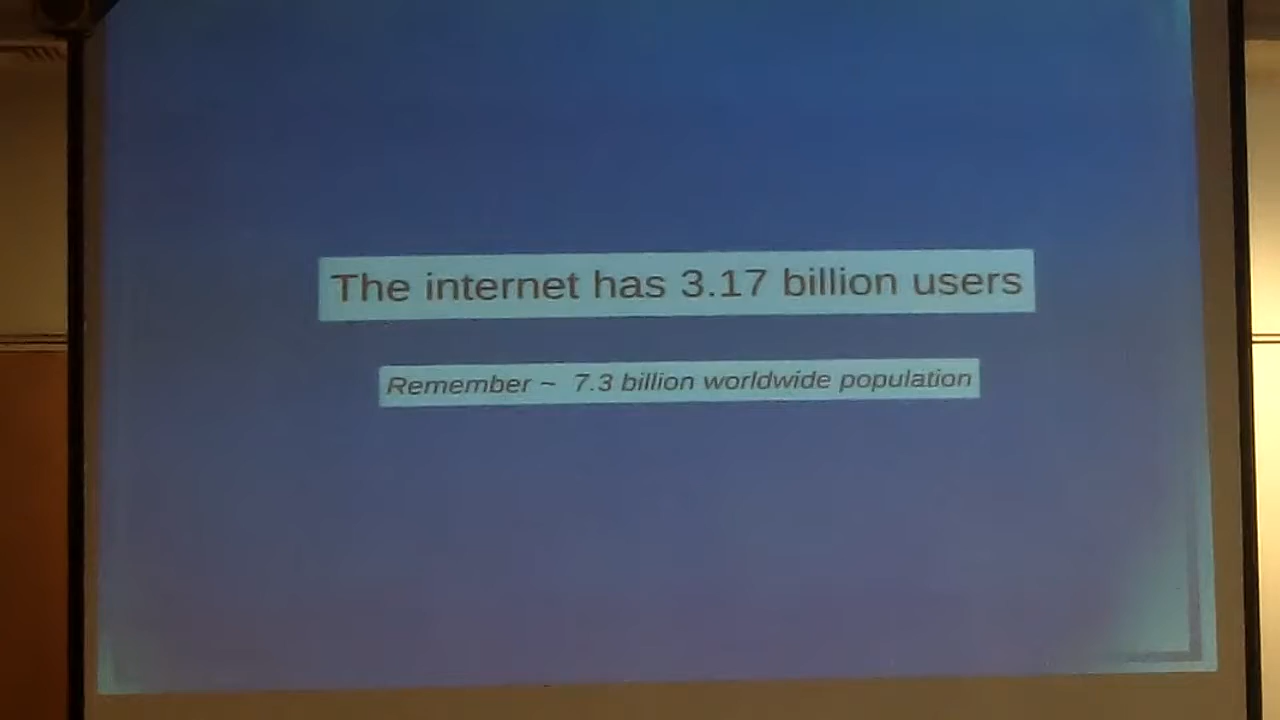 The internet has 3.17 billion users
Remember ~ 7.3 billion worldwide population